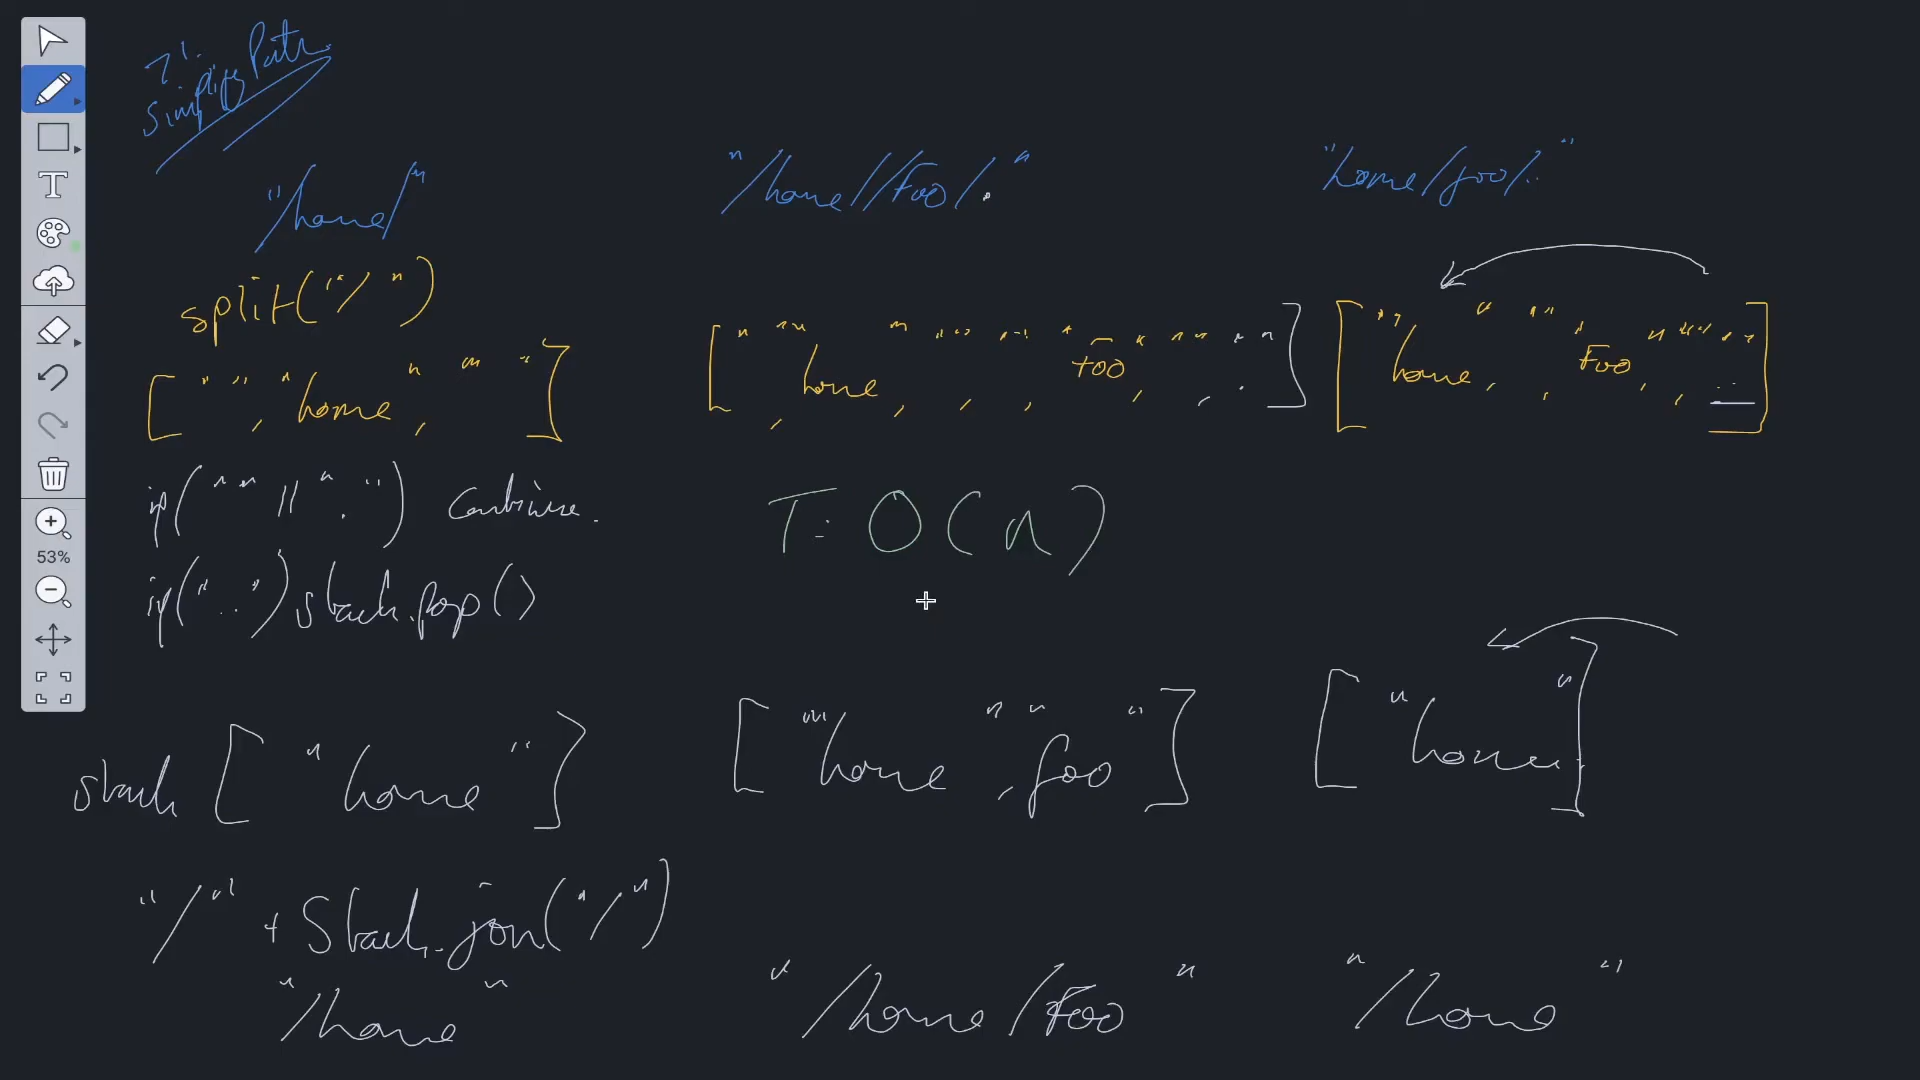 71. Simplify Path
"/home/"
"/home//Foo/."
"home/foo/.."
split("/")
["", "home", ""]
["", "home", "", "", "Foo", "", "."]
["", "home", "", "Foo", "", ".."]
if("" || ".") continue.
T: O(n)
if("..") stack.pop()
stack ["home"]
["home", "foo"]
["home"]
"/" + Stack.join("/")
"/home"
"/home/Foo"
"/home"
T
53%